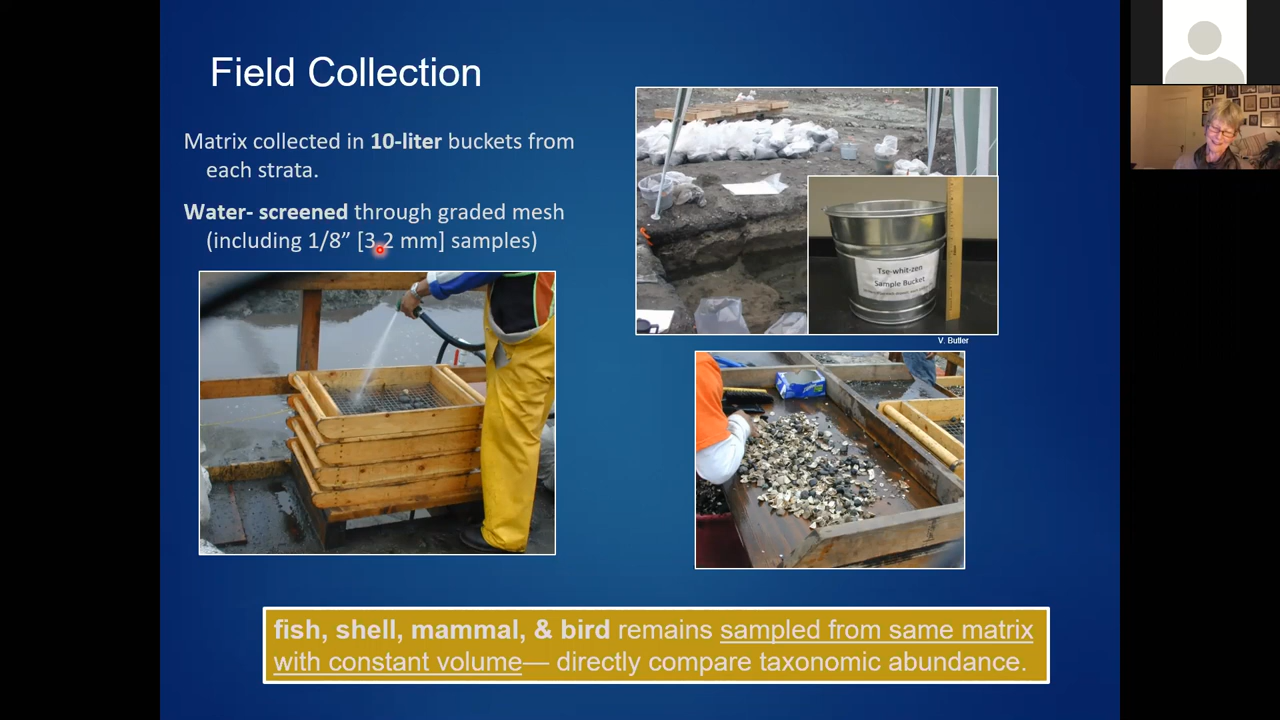 Field Collection
Matrix collected in 10-liter buckets from
each strata.
Water- screened through graded mesh
(including 1/8” [3.2 mm] samples)
Tse-whit-zen
Sample Bucket
V. Butler
fish, shell, mammal, & bird remains sampled from same matrix
with constant volume— directly compare taxonomic abundance.